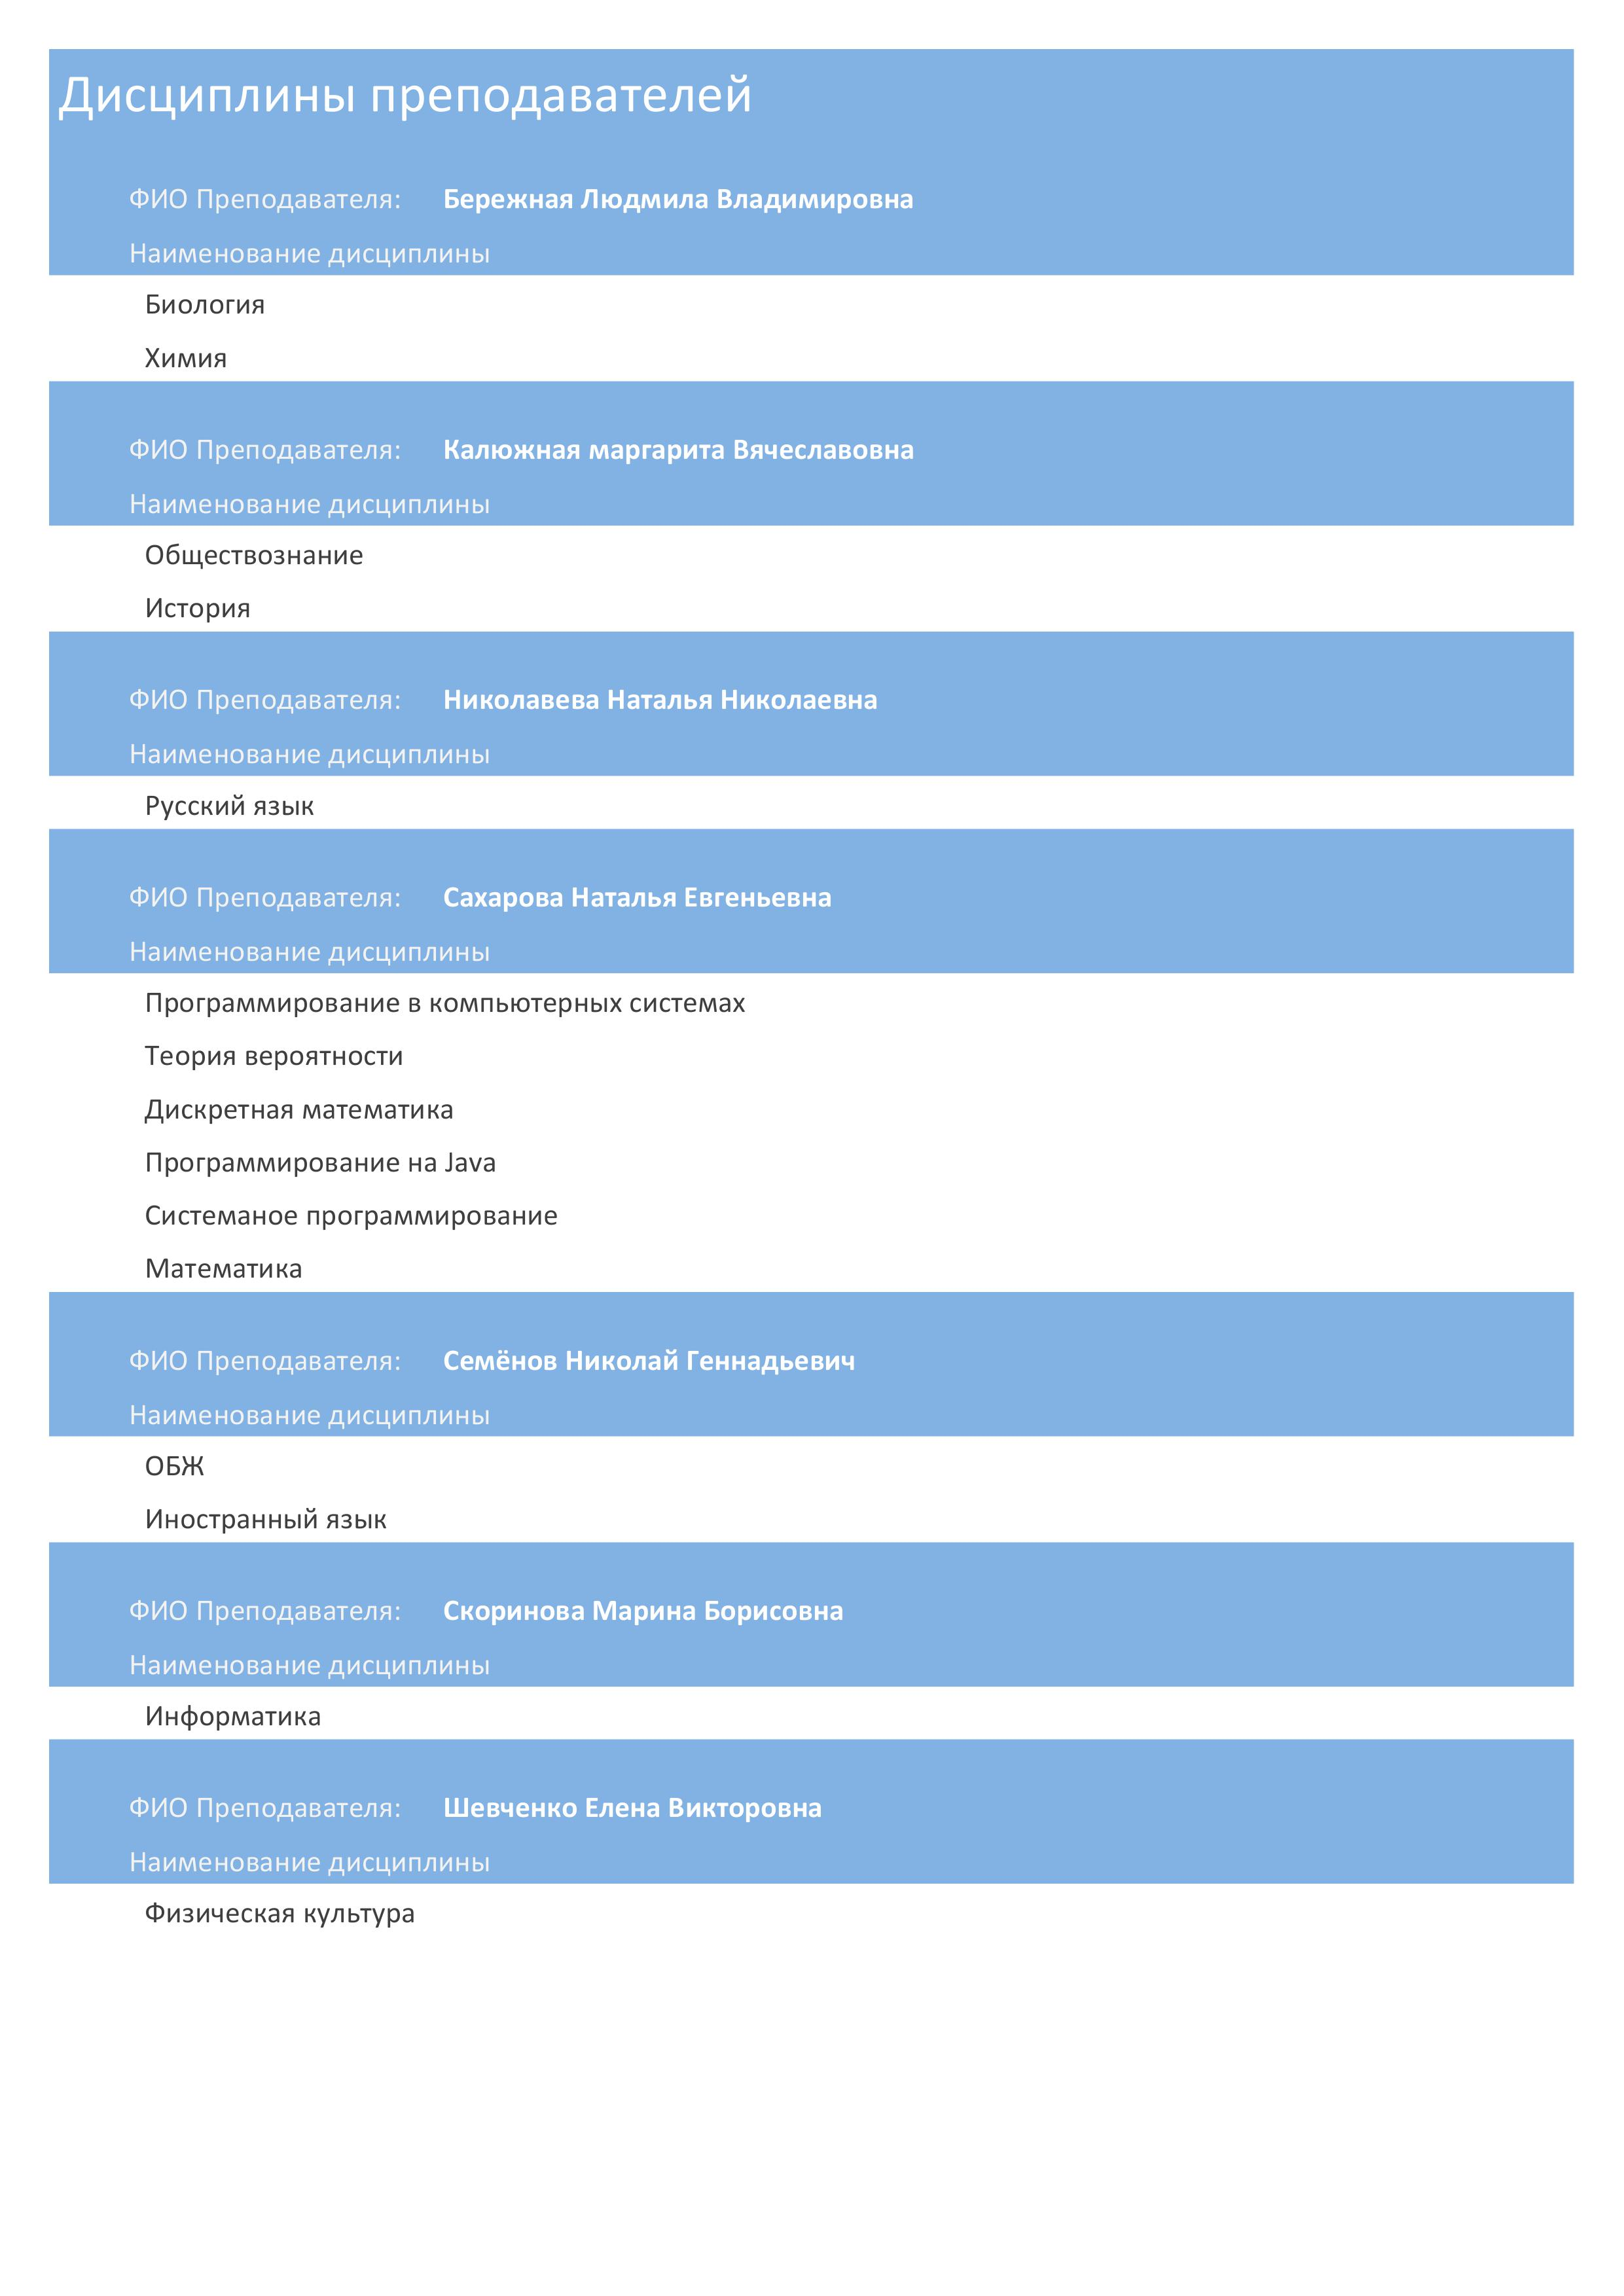 Дисциплины преподавателей
ФИО Преподавателя: Бережная Людмила Владимировна
Наименование дисциплины
Биология
Химия
ФИО Преподавателя: Калюжная маргарита Вячеславовна
Наименование дисциплины
Обществознание
История
ФИО Преподавателя: Николавева Наталья Николаевна
Наименование дисциплины
Русский язык
ФИО Преподавателя: Сахарова Наталья Евгеньевна
Наименование дисциплины
Программирование в компьютерных системах
Теория вероятности
Дискретная математика
Программирование на Java
Системаное программирование
Математика
ФИО Преподавателя: Семёнов Николай Геннадьевич
Наименование дисциплины
ОБЖ
Иностранный язык
ФИО Преподавателя: Скоринова Марина Борисовна
Наименование дисциплины
Информатика
ФИО Преподавателя: Шевченко Елена Викторовна
Наименование дисциплины
Физическая культура